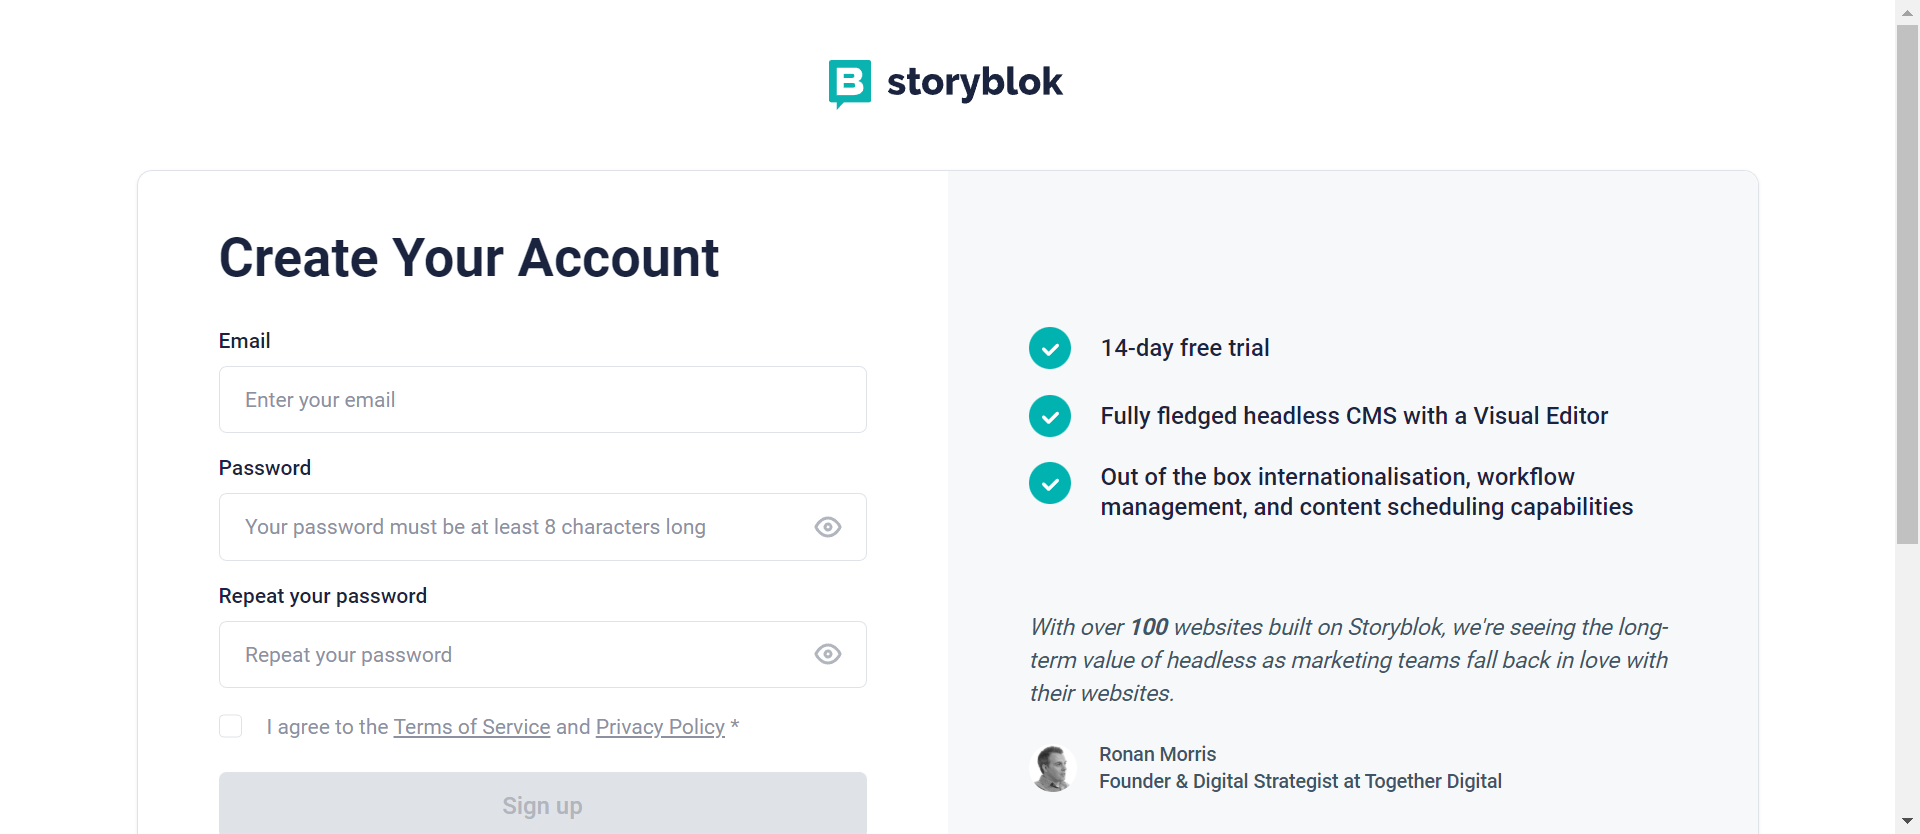 B storyblok
Create Your Account
Email
Enter your email
Password
Your password must be at least 8 characters long
Repeat your password
Repeat your password
I agree to the Terms of Service and Privacy Policy *
Sign up
14-day free trial
Fully fledged headless CMS with a Visual Editor
Out of the box internationalisation, workflow
management, and content scheduling capabilities
With over 100 websites built on Storyblok, we're seeing the long-
term value of headless as marketing teams fall back in love with
their websites.
Ronan Morris
Founder & Digital Strategist at Together Digital